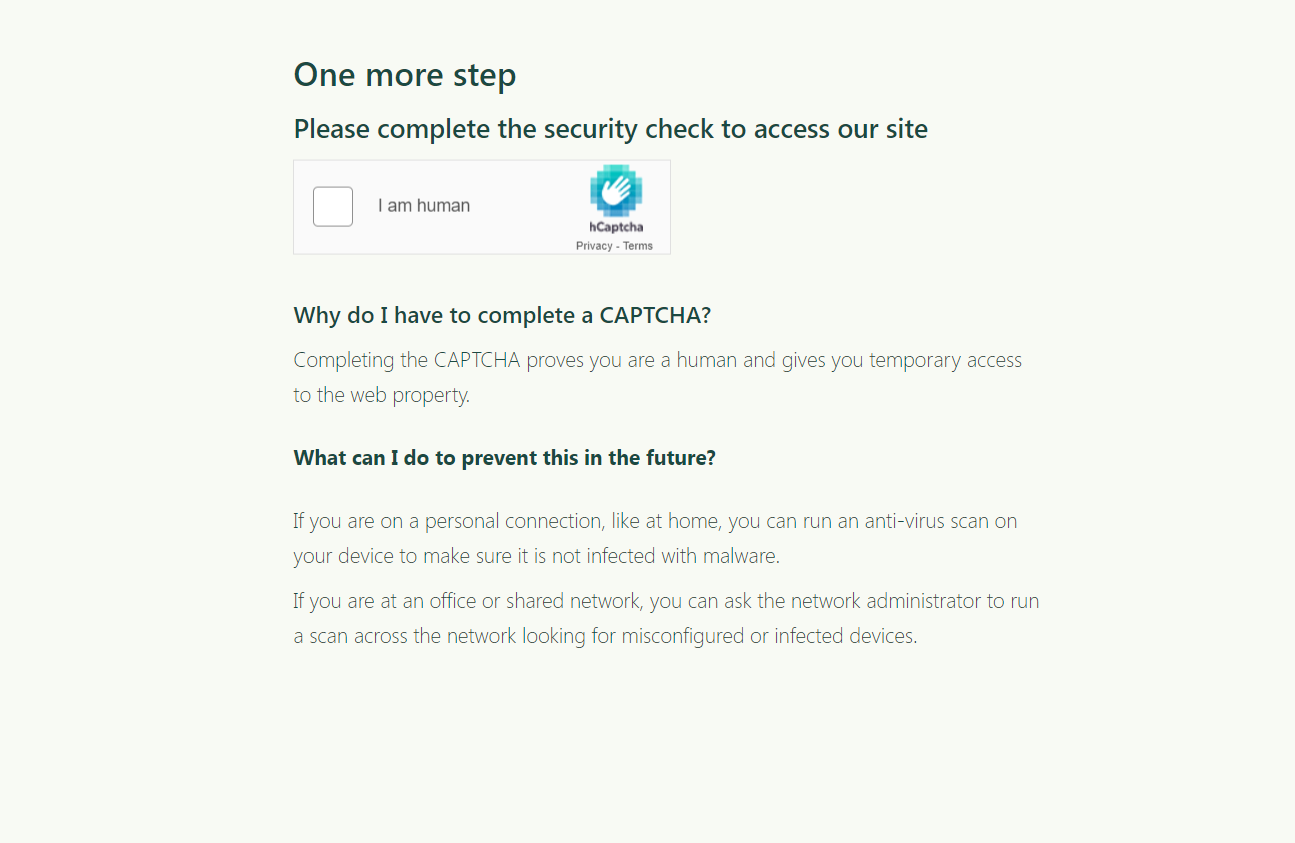 One more step
Please complete the security check to access our site
I am human
hCaptcha
Privacy - Terms
Why do I have to complete a CAPTCHA?
Completing the CAPTCHA proves you are a human and gives you temporary access
to the web property.
What can I do to prevent this in the future?
If you are on a personal connection, like at home, you can run an anti-virus scan on
your device to make sure it is not infected with malware.
If you are at an office or shared network, you can ask the network administrator to run
a scan across the network looking for misconfigured or infected devices.